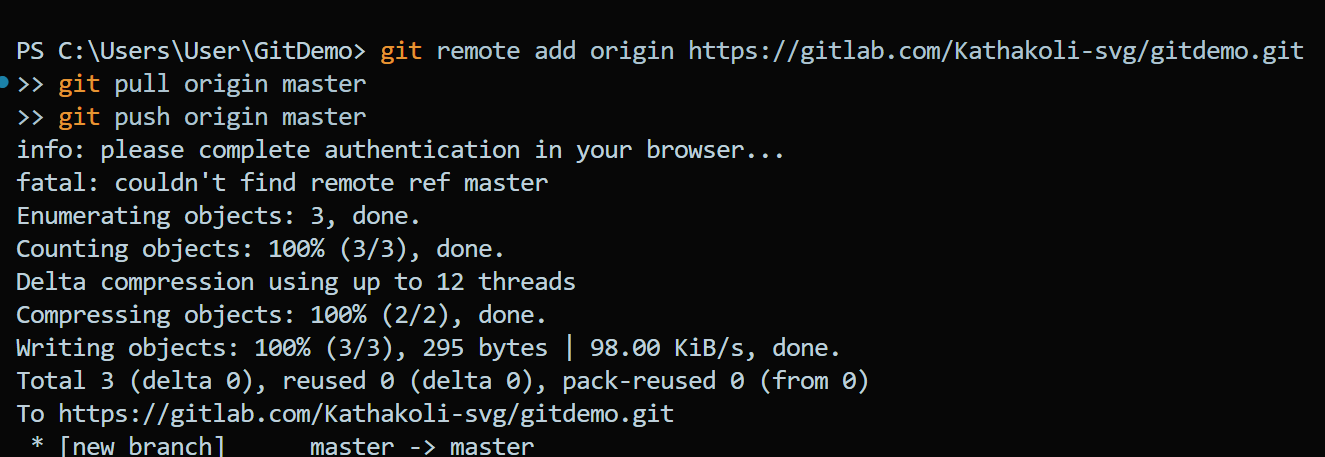 PS C:\Users\User\GitDemo> git remote add origin https://gitlab.com/Kathakoli-svg/gitdemo.git
>> git pull origin master
>> git push origin master
info: please complete authentication in your browser...
fatal: couldn't find remote ref master
Enumerating objects: 3, done.
Counting objects: 100% (3/3), done.
Delta compression using up to 12 threads
Compressing objects: 100% (2/2), done.
Writing objects: 100% (3/3), 295 bytes | 98.00 KiB/s, done.
Total 3 (delta 0), reused 0 (delta 0), pack-reused 0 (from 0)
To https://gitlab.com/Kathakoli-svg/gitdemo.git
 * [new branch]      master -> master